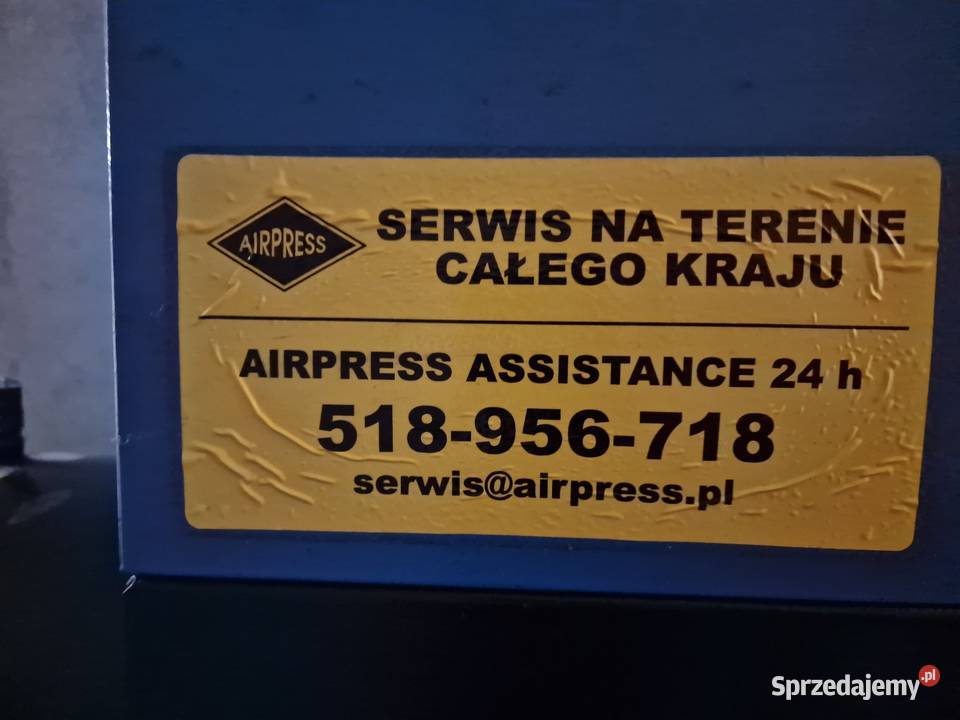 AIRPRESS
SERWIS NA TERENIE
CAŁEGO KRAJU
AIRPRESS ASSISTANCE 24 h
518-956-718
serwis@airpress.pl
Sprzedajemy.pl